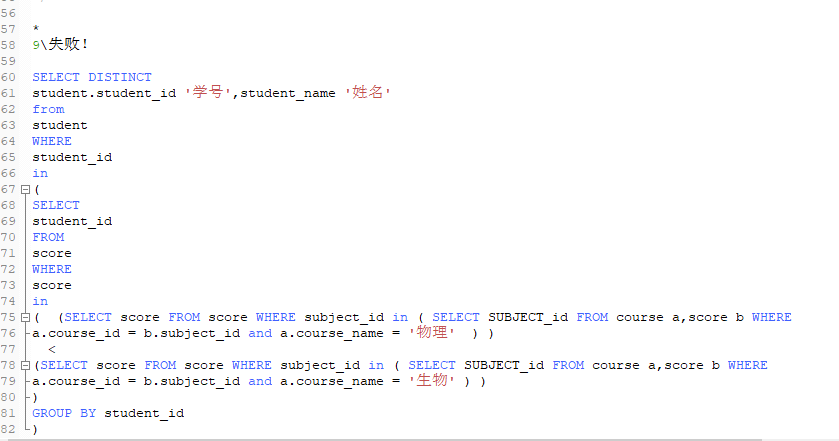 56
57 *
58 9\失败!
59
60 SELECT DISTINCT
61 student.student_id '学号',student_name '姓名'
62 from
63 student
64 WHERE
65 student_id
66 in
67 (
68 SELECT
69 student_id
70 FROM
71 score
72 WHERE
73 score
74 in
75 (  (SELECT score FROM score WHERE subject_id in ( SELECT SUBJECT_id FROM course a,score b WHERE
76 a.course_id = b.subject_id and a.course_name = '物理'  ) )
77   <
78 (SELECT score FROM score WHERE subject_id in ( SELECT SUBJECT_id FROM course a,score b WHERE
79 a.course_id = b.subject_id and a.course_name = '生物' ) )
80 )
81 GROUP BY student_id
82 )